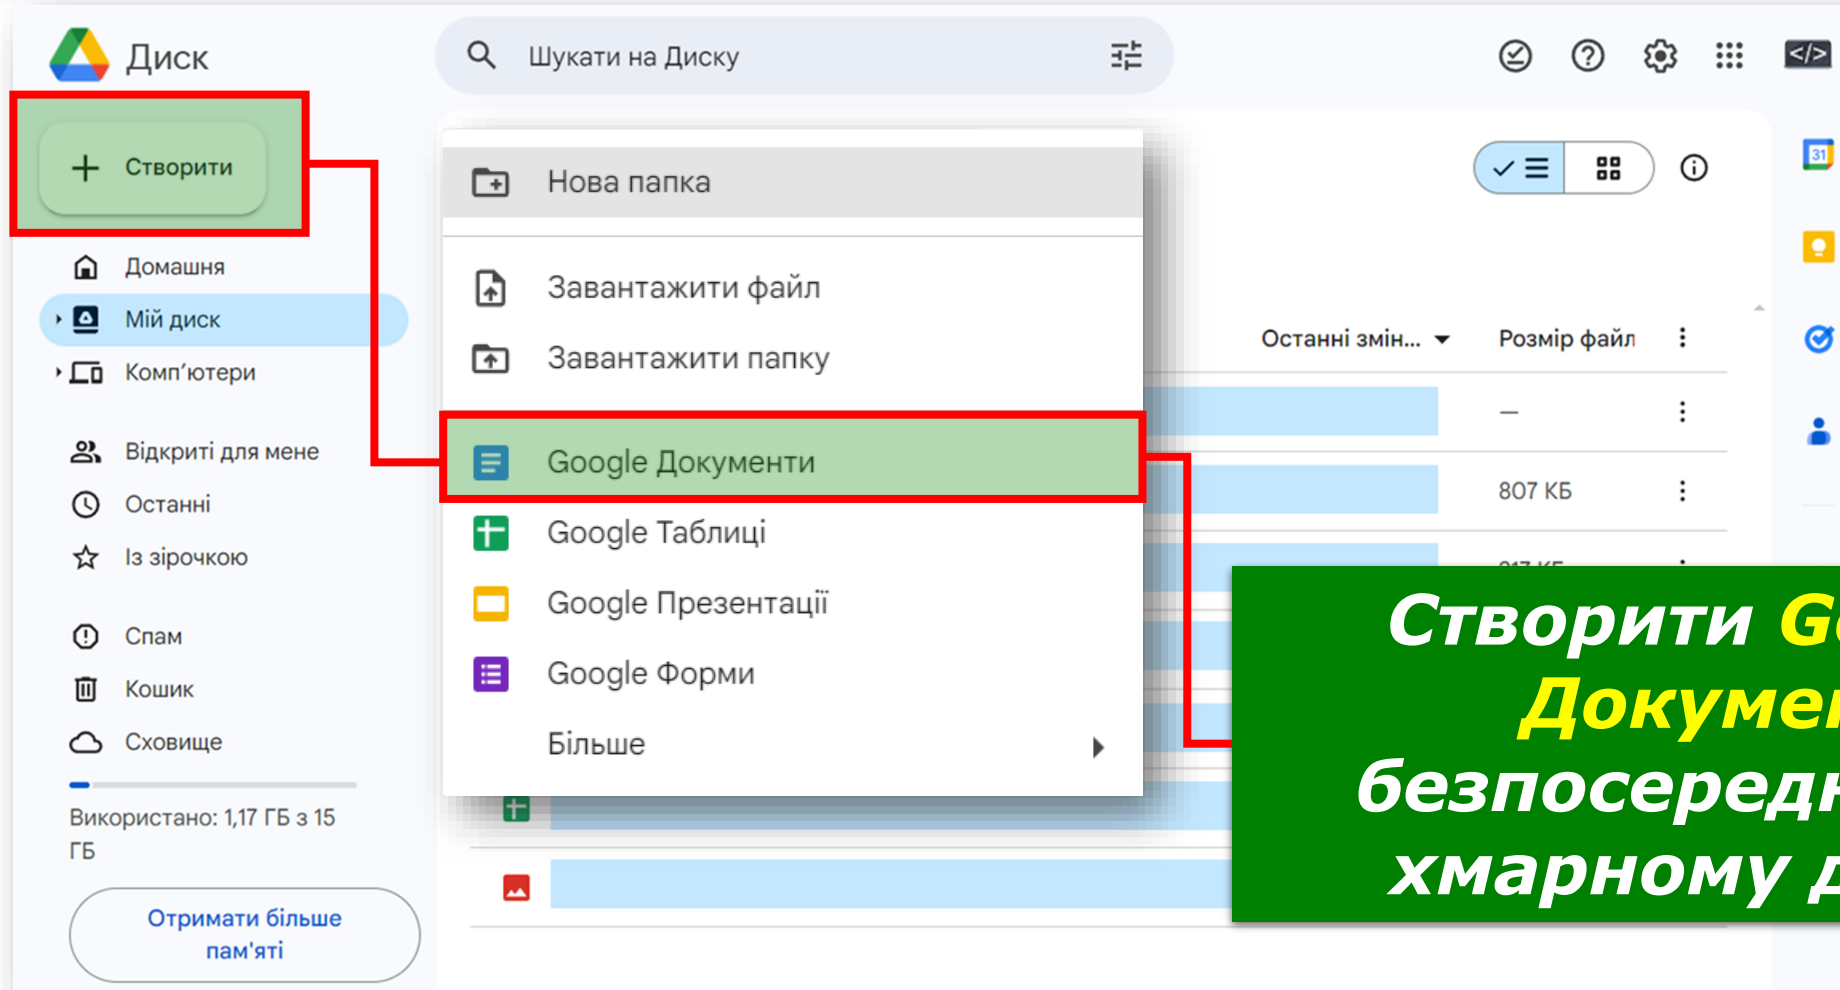 Диск
Шукати на Диску
</>
Створити
Нова папка
31
Домашня
Завантажити файл
Мій диск
Останні змін...
Розмір файл
Завантажити папку
Комп'ютери
—
Відкриті для мене
Google Документи
807 КБ
Останні
Google Таблиці
Із зірочкою
Google Презентації
Створити
Спам
Google Форми
Кошик
Більше
Сховище
хмарному
Використано: 1,17 ГБ з 15
ГБ
Отримати більше
пам'яті